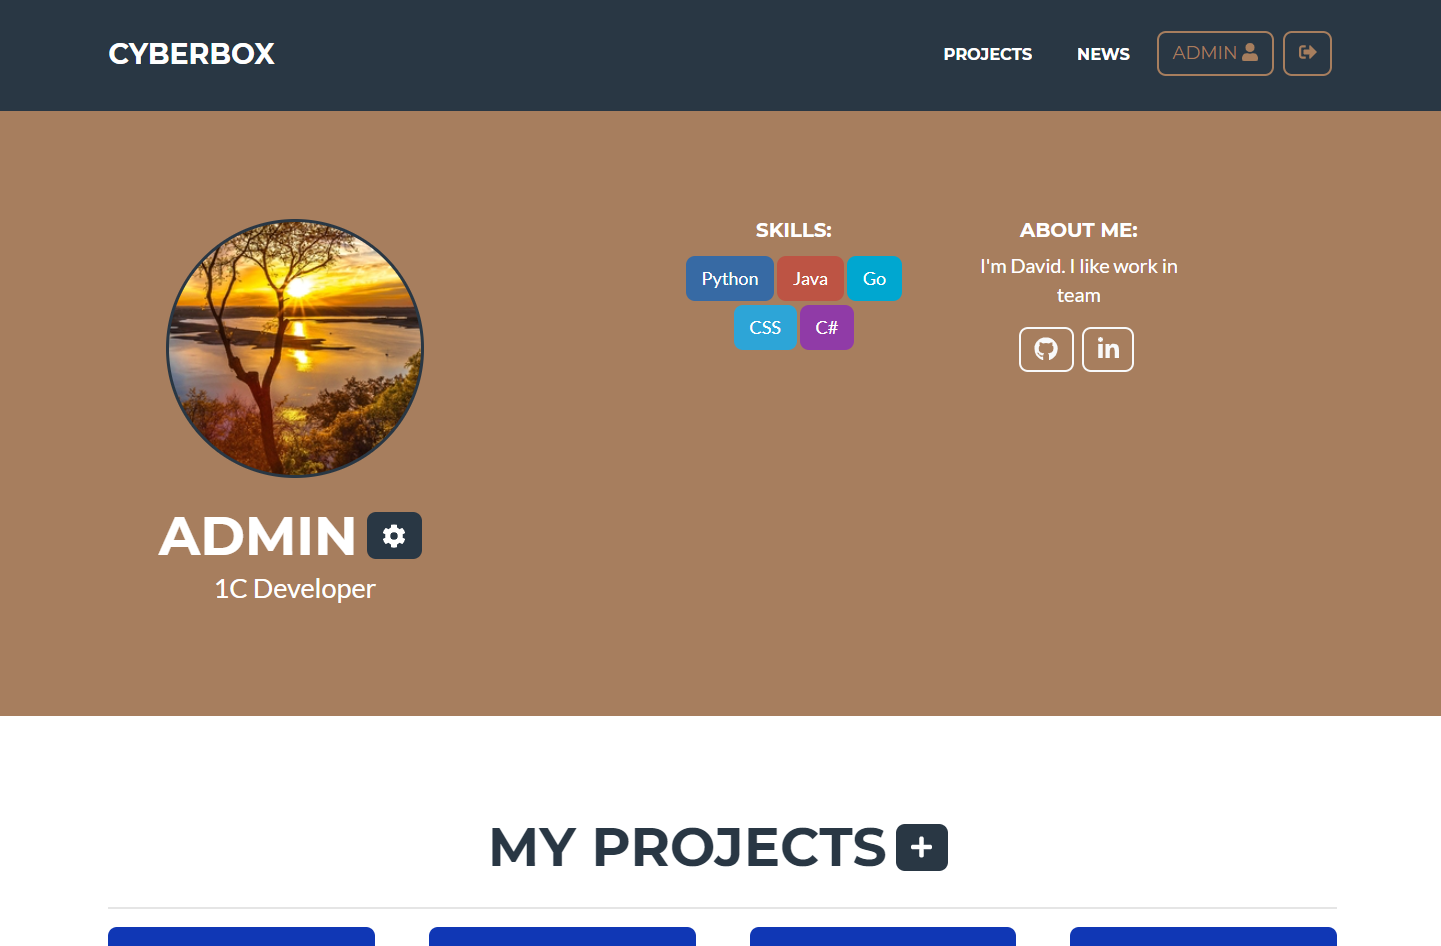 CYBERBOX
PROJECTS NEWS ADMIN
SKILLS:
Python Java Go
CSS C#
ABOUT ME:
I'm David. I like work in
team
ADMIN
1C Developer
MY PROJECTS